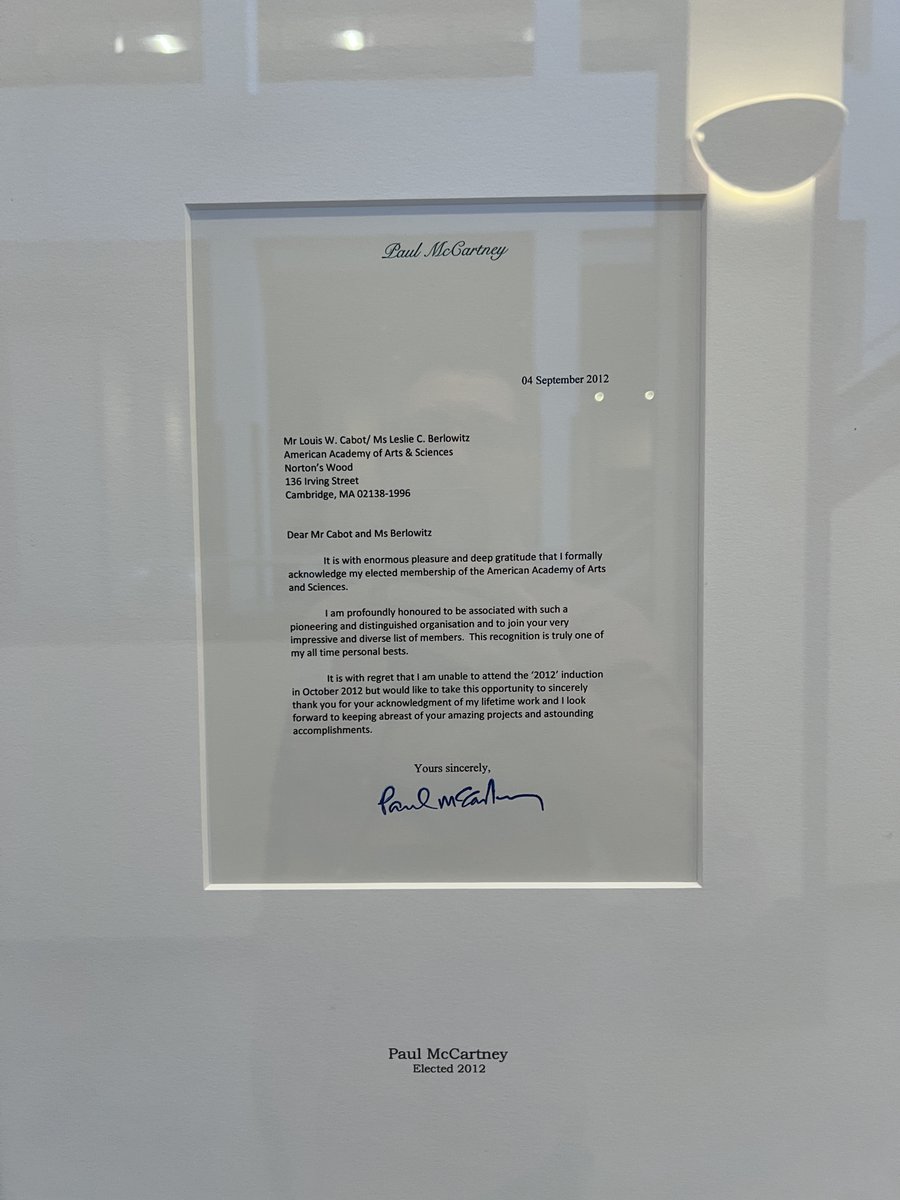 Paul McCartney
04 September 2012
Mr Louis W. Cabot/ Ms Leslie C. Berlowitz
American Academy of Arts & Sciences
Norton's Wood
136 Irving Street
Cambridge, MA 02138-1996
Dear Mr Cabot and Ms Berlowitz
It is with enormous pleasure and deep gratitude that I formally
acknowledge my elected membership of the American Academy of Arts
and Sciences.
I am profoundly honoured to be associated with such a
pioneering and distinguished organisation and to join your very
impressive and diverse list of members. This recognition is truly one of
my all time personal bests.
It is with regret that I am unable to attend the '2012' induction
in October 2012 but would like to take this opportunity to sincerely
thank you for your acknowledgment of my lifetime work and I look
forward to keeping abreast of your amazing projects and astounding
accomplishments.
Yours sincerely,
Paul McCartney
Paul McCartney
Elected 2012